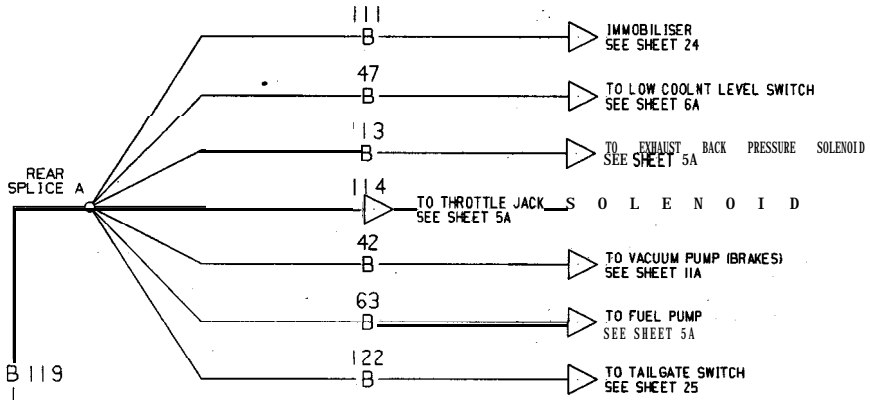 111
B
IMMOBILISER
SEE SHEET 24
47
B
TO LOW COOLNT LEVEL SWITCH
SEE SHEET 6A
113
B
TO EXHAUST BACK PRESSURE SOLENOID
SEE SHEET 5A
REAR
SPLICE A
114
TO THROTTLE JACK SOLENOID
SEE SHEET 5A
42
B
TO VACUUM PUMP (BRAKES)
SEE SHEET 11A
63
B
TO FUEL PUMP
SEE SHEET 5A
122
B
TO TAILGATE SWITCH
SEE SHEET 25
B 119
1